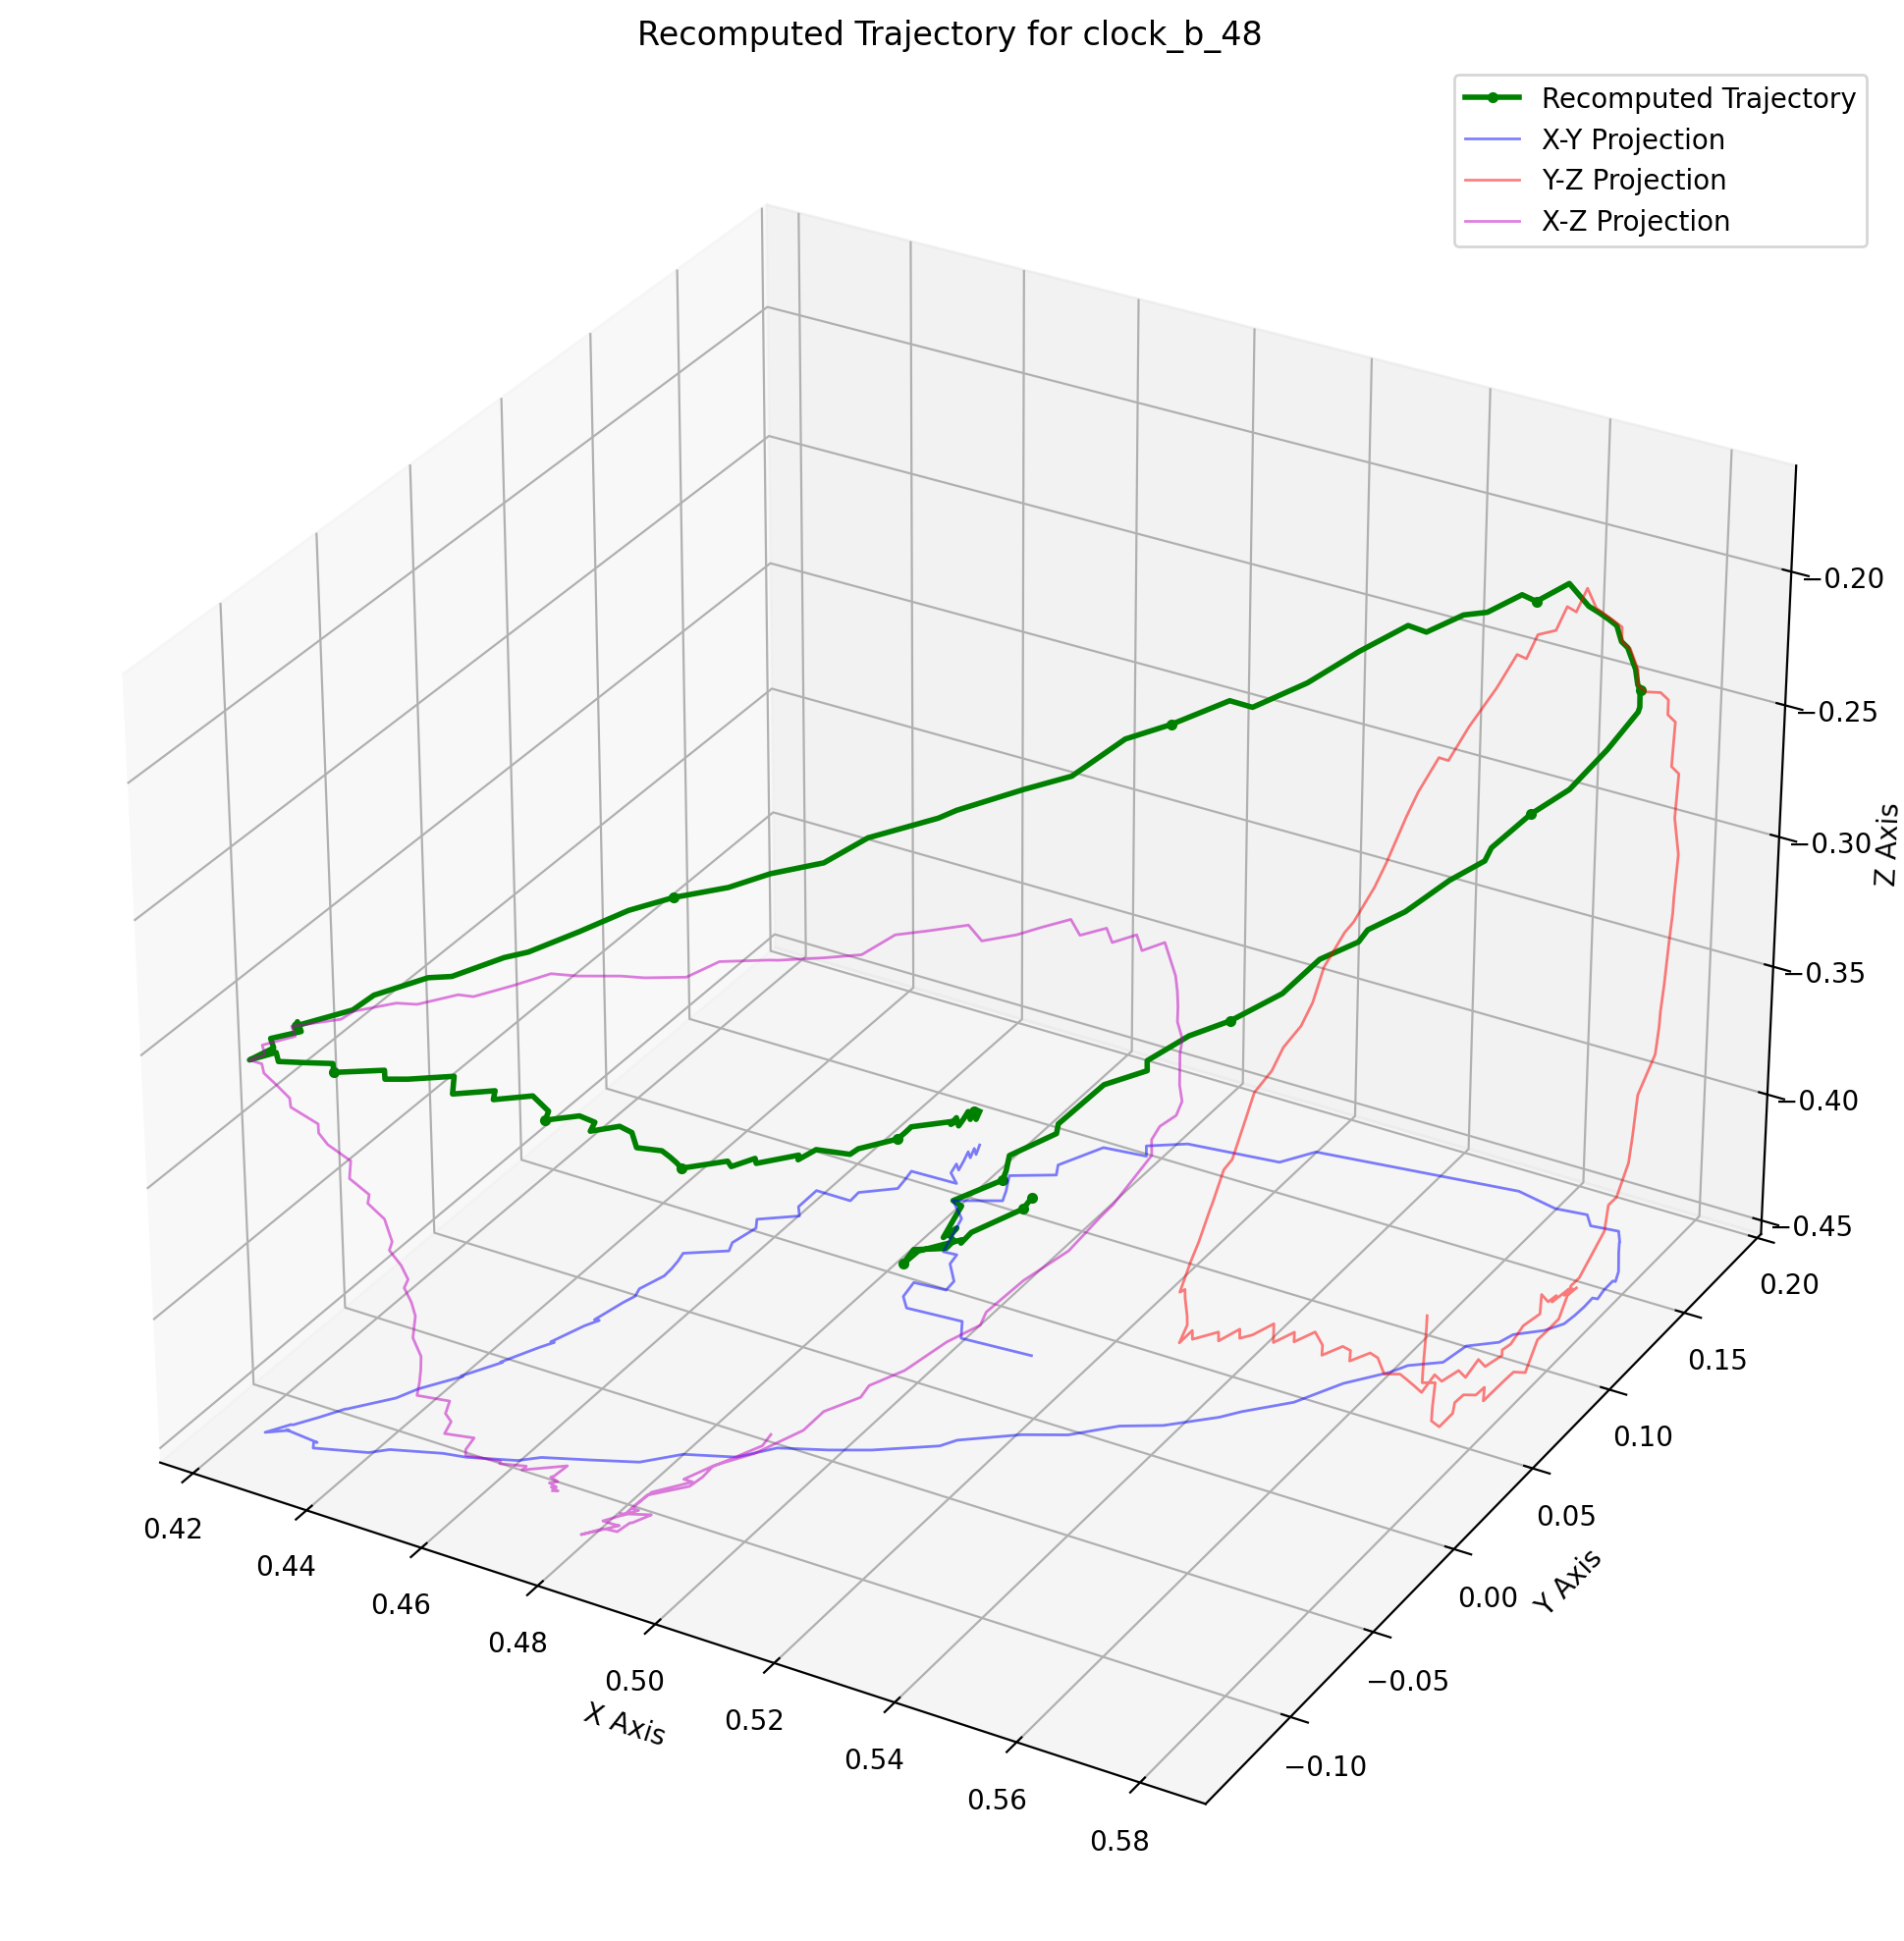 Recomputed Trajectory for clock_b_48
Recomputed Trajectory
X-Y Projection
Y-Z Projection
X-Z Projection
−0.20
−0.25
−0.30
−0.35
−0.40
−0.45
Z Axis
0.20
0.15
0.10
0.05
0.00
−0.05
−0.10
Y Axis
0.42
0.44
0.46
0.48
0.50
0.52
0.54
0.56
0.58
X Axis